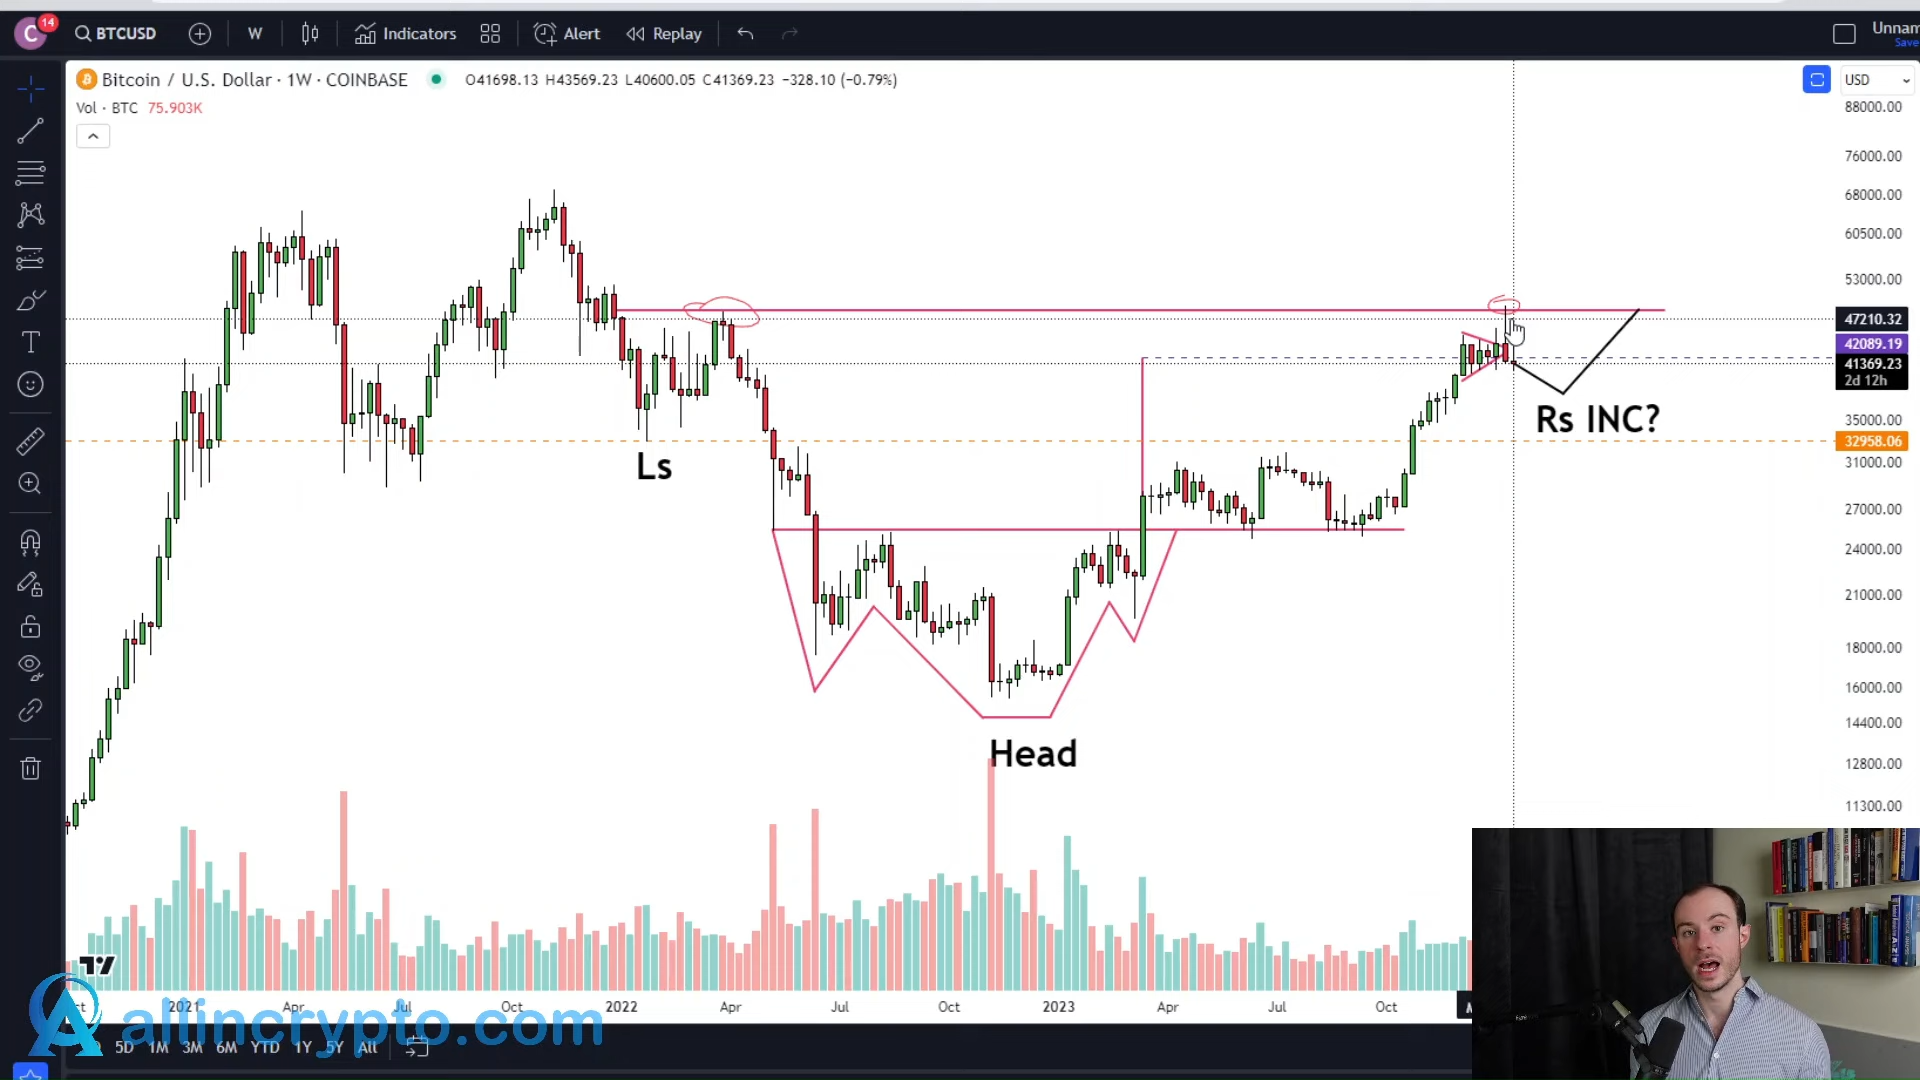 C 14 BTCUSD W Indicators Alert Replay Unnam
Save
Bitcoin / U.S. Dollar · 1W · COINBASE O41698.13 H43569.23 L40600.05 C41369.23 −328.10 (−0.79%) USD
Vol · BTC 75.903K
88000.00
76000.00
68000.00
60500.00
53000.00
47210.32
42089.19
41369.23
2d 12h
Rs INC?
35000.00
32958.06
31000.00
Ls
27000.00
24000.00
21000.00
18000.00
16000.00
14400.00
Head
12800.00
11300.00
2021 Apr Jul Oct 2022 Apr Jul Oct 2023 Apr Jul Oct
allincrypto.com
5D 1M 3M 6M YTD 1Y 5Y All